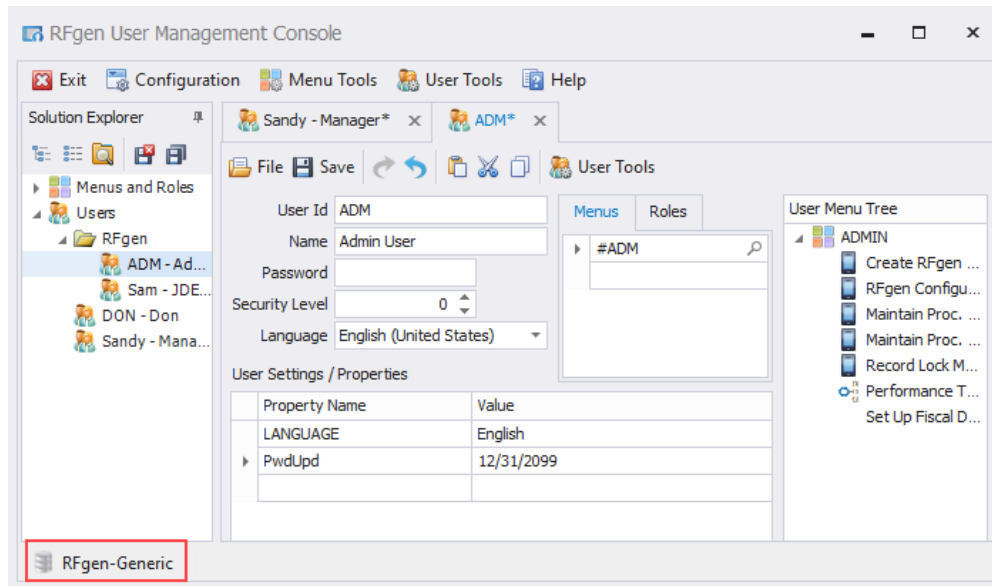 RFgen User Management Console
Exit Configuration Menu Tools User Tools Help
Solution Explorer
Menus and Roles
Users
RFgen
ADM - Ad...
Sam - JDE...
DON - Don
Sandy - Mana...
Sandy - Manager* ADM*
File Save User Tools
User Id ADM
Name Admin User
Password
Security Level 0
Language English (United States)
Menus Roles
#ADM
User Settings / Properties
Property Name Value
LANGUAGE English
PwdUpd 12/31/2099
User Menu Tree
ADMIN
Create RFgen ...
RFgen Configu...
Maintain Proc. ...
Maintain Proc. ...
Record Lock M...
Performance T...
Set Up Fiscal D...
RFgen-Generic